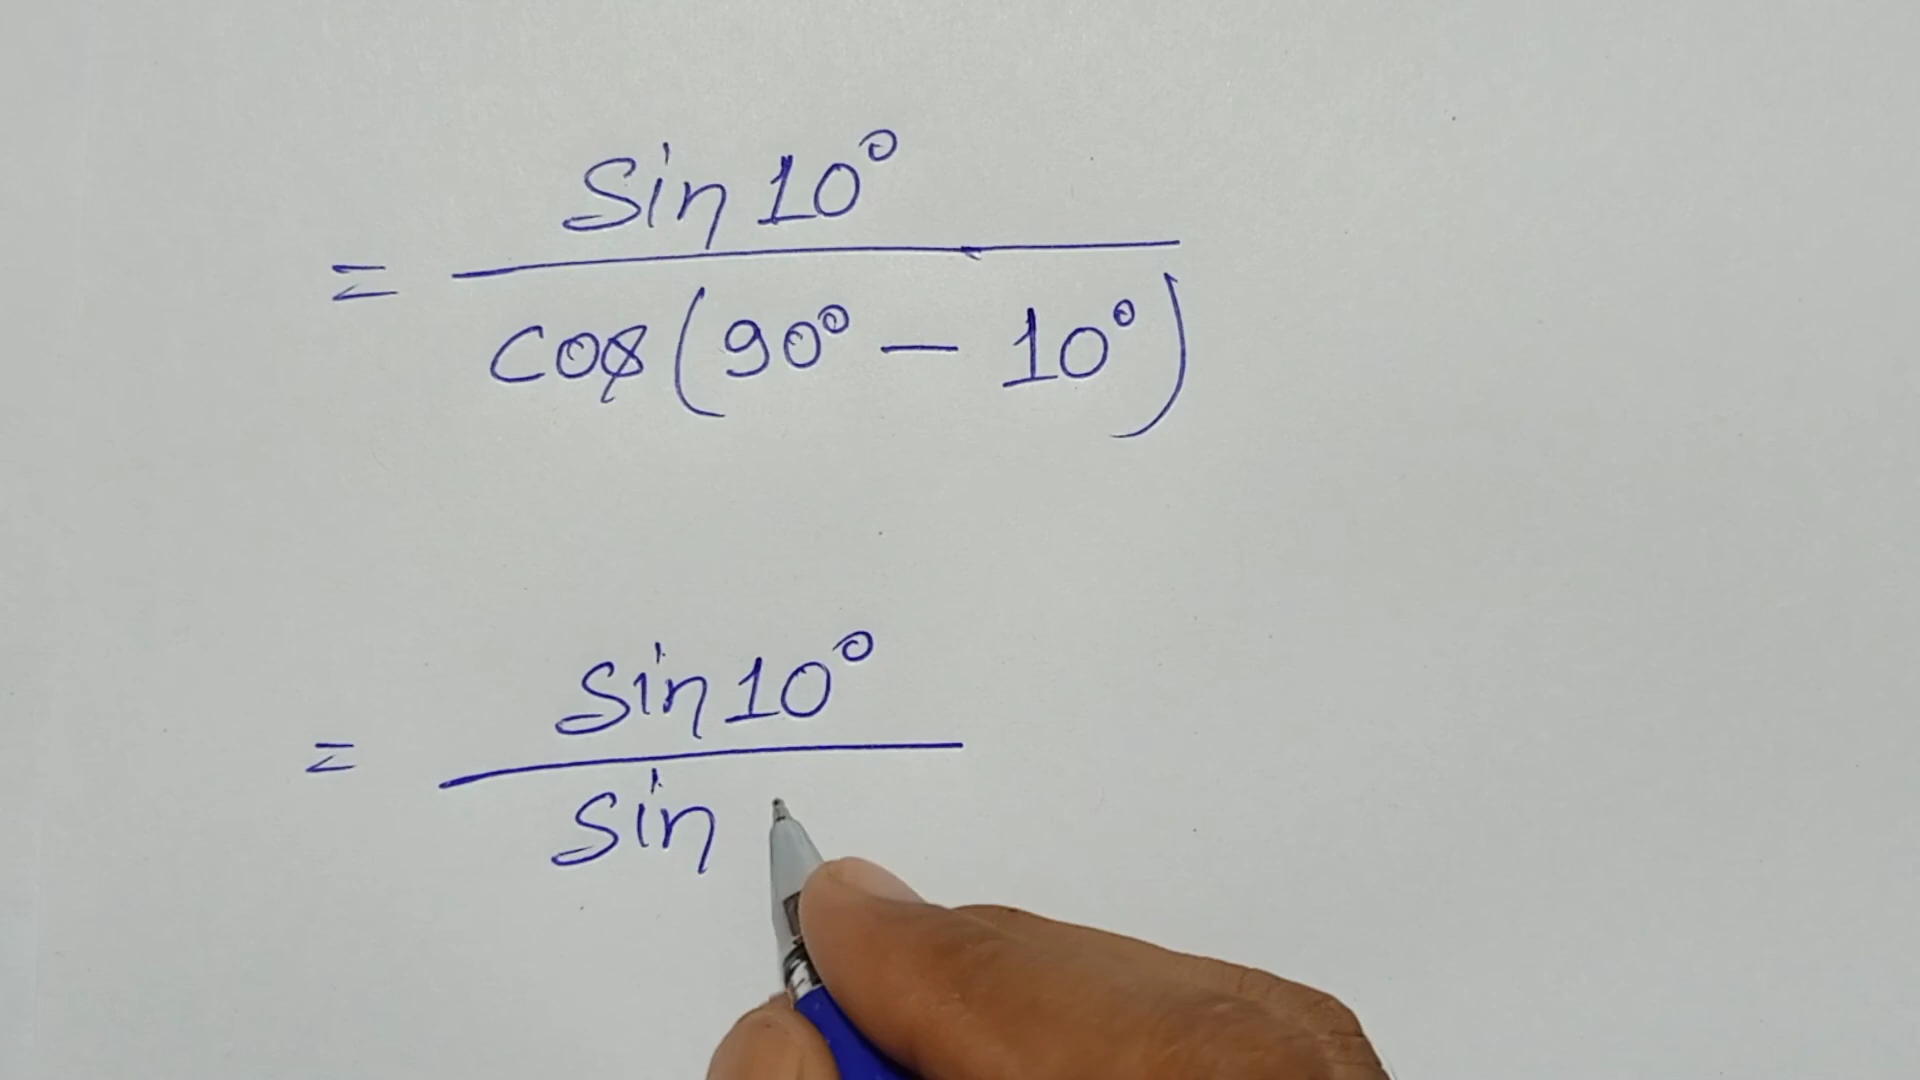 Sin 10°
=
cos (90° – 10°)
Sin 10°
=
Sin